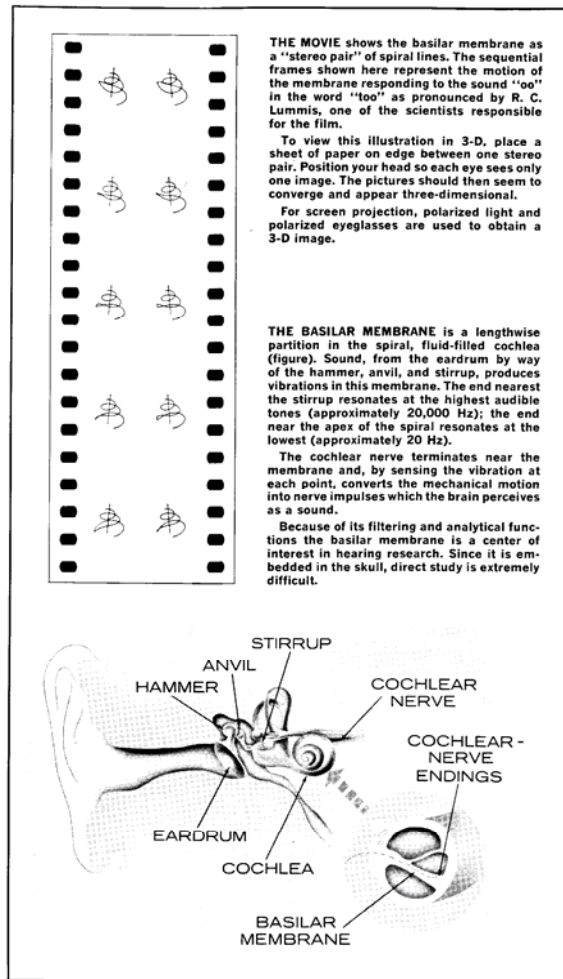 THE MOVIE shows the basilar membrane as
a “stereo pair” of spiral lines. The sequential
frames shown here represent the motion of
the membrane responding to the sound “oo”
in the word “too” as pronounced by R. C.
Lummis, one of the scientists responsible
for the film.
To view this illustration in 3-D, place a
sheet of paper on edge between one stereo
pair. Position your head so each eye sees only
one image. The pictures should then seem to
converge and appear three-dimensional.
For screen projection, polarized light and
polarized eyeglasses are used to obtain a
3-D image.
THE BASILAR MEMBRANE is a lengthwise
partition in the spiral, fluid-filled cochlea
(figure). Sound, from the eardrum by way
of the hammer, anvil, and stirrup, produces
vibrations in this membrane. The end nearest
the stirrup resonates at the highest audible
tones (approximately 20,000 Hz); the end
near the apex of the spiral resonates at the
lowest (approximately 20 Hz).
The cochlear nerve terminates near the
membrane and, by sensing the vibration at
each point, converts the mechanical motion
into nerve impulses which the brain perceives
as a sound.
Because of its filtering and analytical func-
tions the basilar membrane is a center of
interest in hearing research. Since it is em-
bedded in the skull, direct study is extremely
difficult.
STIRRUP
ANVIL
HAMMER
COCHLEAR
NERVE
COCHLEAR-
NERVE
ENDINGS
EARDRUM
COCHLEA
BASILAR
MEMBRANE